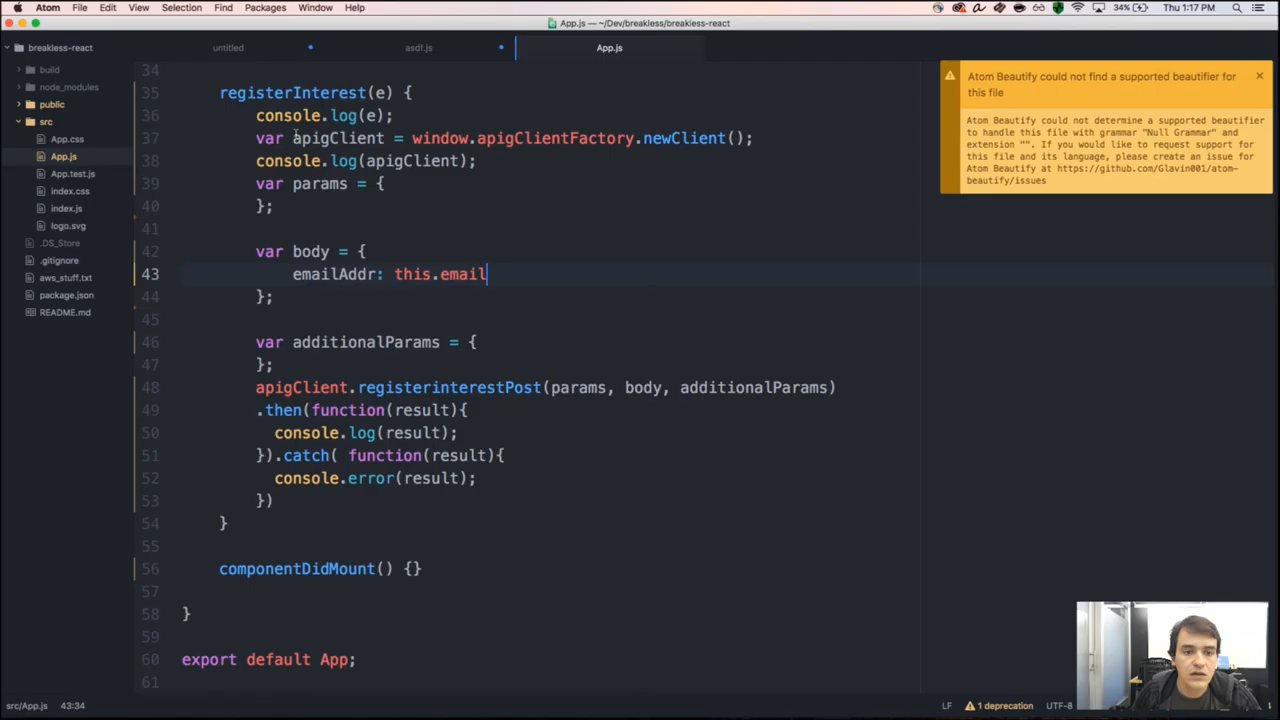 Atom File Edit View Selection Find Packages Window Help
34% Thu 1:17 PM
App.js — ~/Dev/breakless/breakless-react
breakless-react
untitled
asdf.js
App.js
build
node_modules
public
src
App.css
App.js
App.test.js
index.css
index.js
logo.svg
.DS_Store
.gitignore
aws_stuff.txt
package.json
README.md
34
35 registerInterest(e) {
36 console.log(e);
37 var apigClient = window.apigClientFactory.newClient();
38 console.log(apigClient);
39 var params = {
40 };
41
42 var body = {
43 emailAddr: this.email
44 };
45
46 var additionalParams = {
47 };
48 apigClient.registerinterestPost(params, body, additionalParams)
49 .then(function(result){
50 console.log(result);
51 }).catch( function(result){
52 console.error(result);
53 })
54 }
55
56 componentDidMount() {}
57
58 }
59
60 export default App;
61
Atom Beautify could not find a supported beautifier for
this file
Atom Beautify could not determine a supported beautifier
to handle this file with grammar "Null Grammar" and
extension "". If you would like to request support for
this file and its language, please create an issue for
Atom Beautify at https://github.com/Glavin001/atom-
beautify/issues
src/App.js 43:34
LF 1 deprecation UTF-8